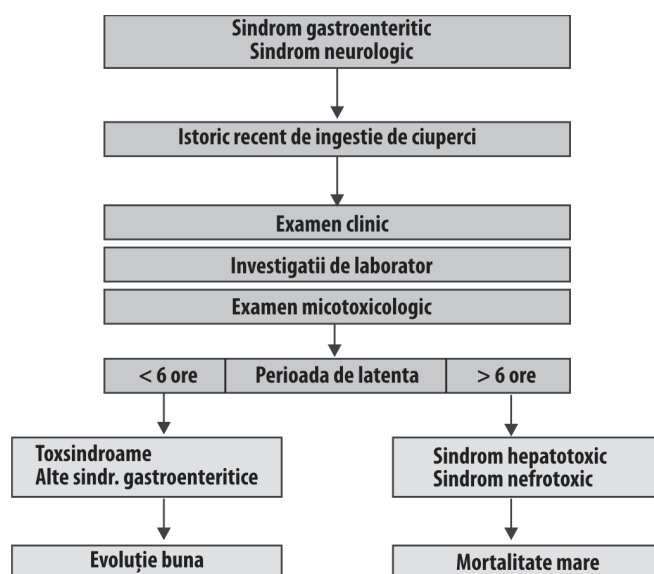 Sindrom gastroenteritic
Sindrom neurologic
Istoric recent de ingestie de ciuperci
Examen clinic
Investigatii de laborator
Examen micotoxicologic
< 6 ore
Perioada de latenta
> 6 ore
Toxsindroame
Alte sindr. gastroenteritice
Sindrom hepatotoxic
Sindrom nefrotoxic
Evoluție buna
Mortalitate mare